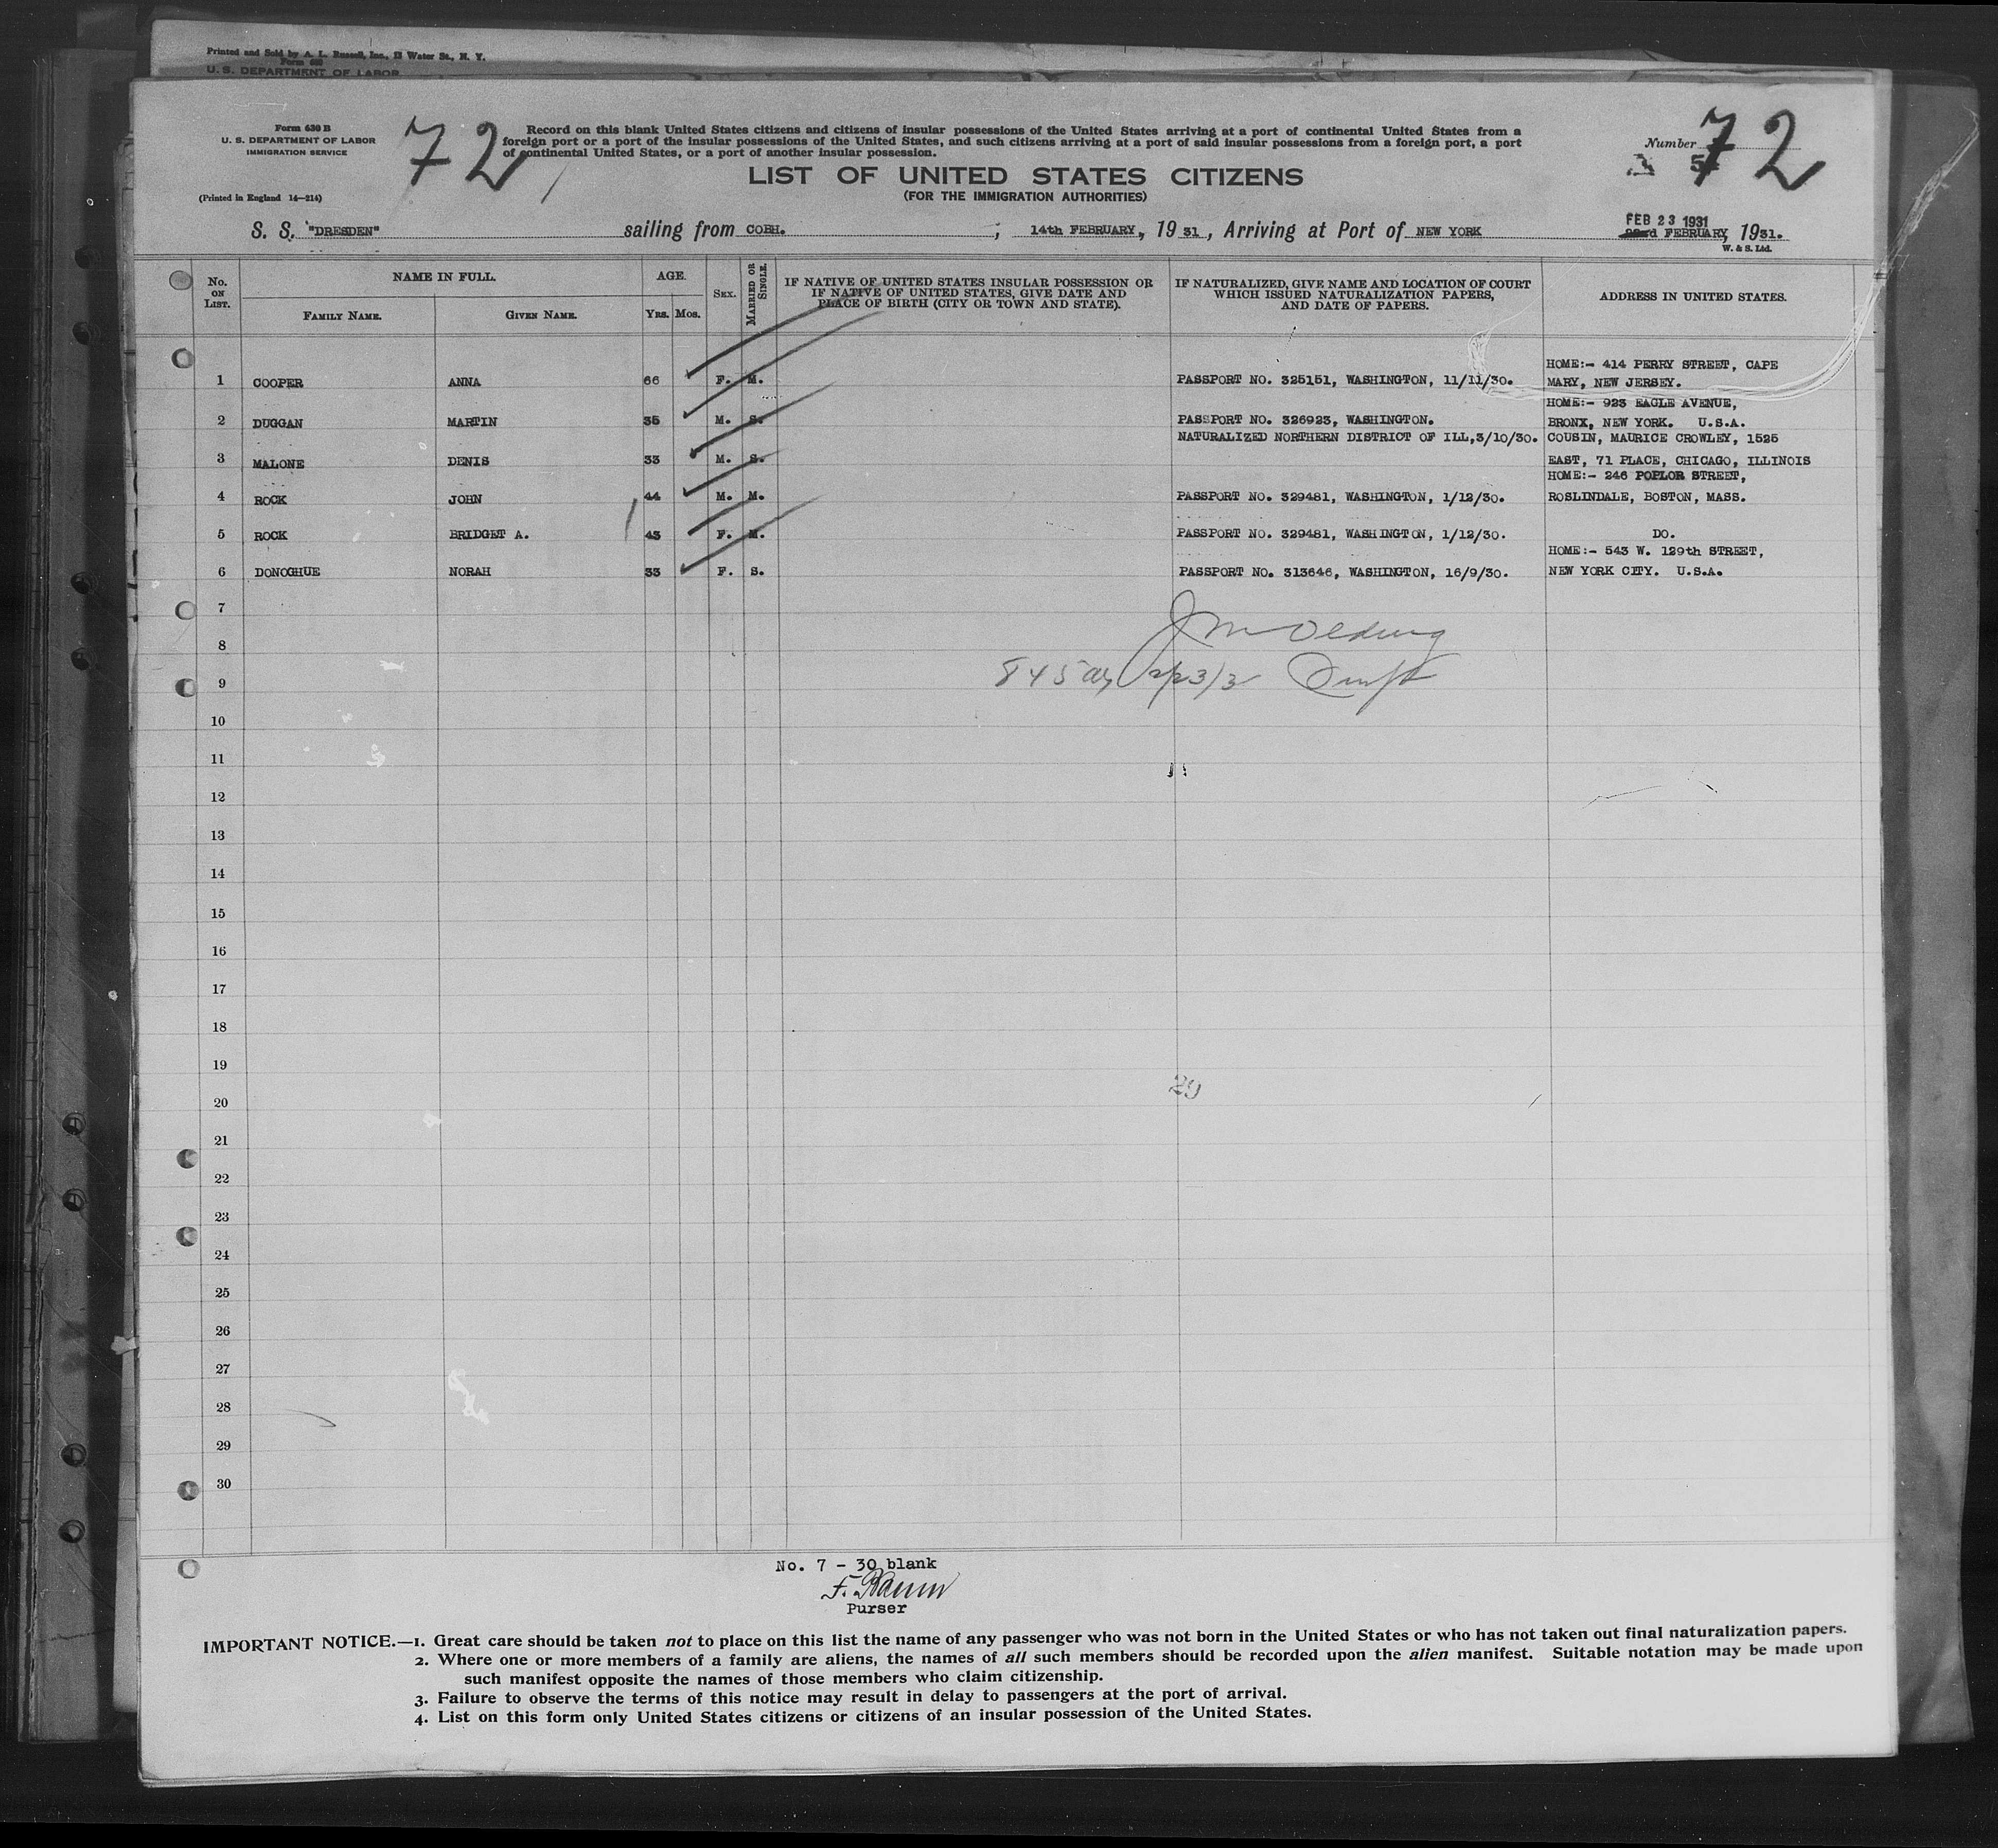 Printed and Sold by A. L. Russell, Inc., 13 Water St., N. Y.
Form 630
U. S. DEPARTMENT OF LABOR
Form 630 B
U. S. DEPARTMENT OF LABOR
IMMIGRATION SERVICE
(Printed in England 14—214)
72
Record on this blank United States citizens and citizens of insular possessions of the United States arriving at a port of continental United States from a
foreign port or a port of the insular possessions of the United States, and such citizens arriving at a port of said insular possessions from a foreign port, a port
of continental United States, or a port of another insular possession.
LIST OF UNITED STATES CITIZENS
(FOR THE IMMIGRATION AUTHORITIES)
Number 72
S. S. "DRESDEN" sailing from COBH. ; 14th FEBRUARY, 1931, Arriving at Port of NEW YORK
FEB 23 1931
FEBRUARY, 1931.
W. & S. Ltd.
No. ON LIST.
NAME IN FULL.
FAMILY NAME.
GIVEN NAME.
AGE.
YRS. MOS.
SEX.
MARRIED OR SINGLE.
IF NATIVE OF UNITED STATES INSULAR POSSESSION OR
IF NATIVE OF UNITED STATES, GIVE DATE AND
PLACE OF BIRTH (CITY OR TOWN AND STATE).
IF NATURALIZED, GIVE NAME AND LOCATION OF COURT
WHICH ISSUED NATURALIZATION PAPERS,
AND DATE OF PAPERS.
ADDRESS IN UNITED STATES.
HOME:- 414 PERRY STREET, CAPE
1 COOPER ANNA 66 F. M. PASSPORT NO. 325151, WASHINGTON, 11/11/30. MARY, NEW JERSEY.
HOME:- 923 EAGLE AVENUE,
2 DUGGAN MARTIN 35 M. S. PASSPORT NO. 326923, WASHINGTON. BRONX, NEW YORK. U.S.A.
NATURALIZED NORTHERN DISTRICT OF ILL,3/10/30. COUSIN, MAURICE CROWLEY, 1525
3 MALONE DENIS 33 M. S. EAST, 71 PLACE, CHICAGO, ILLINOIS
HOME:- 246 POPLOR STREET,
4 ROCK JOHN 44 M. M. PASSPORT NO. 329481, WASHINGTON, 1/12/30. ROSLINDALE, BOSTON, MASS.
5 ROCK BRIDGET A. 43 F. M. PASSPORT NO. 329481, WASHINGTON, 1/12/30. DO.
HOME:- 543 W. 129th STREET,
6 DONOGHUE NORAH 33 F. S. PASSPORT NO. 313646, WASHINGTON, 16/9/30. NEW YORK CITY. U.S.A.
7
8
9
10
11
12
13
14
15
16
17
18
19
20
21
22
23
24
25
26
27
28
29
30
No. 7 - 30 blank
Purser
IMPORTANT NOTICE.—1. Great care should be taken not to place on this list the name of any passenger who was not born in the United States or who has not taken out final naturalization papers.
2. Where one or more members of a family are aliens, the names of all such members should be recorded upon the alien manifest. Suitable notation may be made upon
such manifest opposite the names of those members who claim citizenship.
3. Failure to observe the terms of this notice may result in delay to passengers at the port of arrival.
4. List on this form only United States citizens or citizens of an insular possession of the United States.